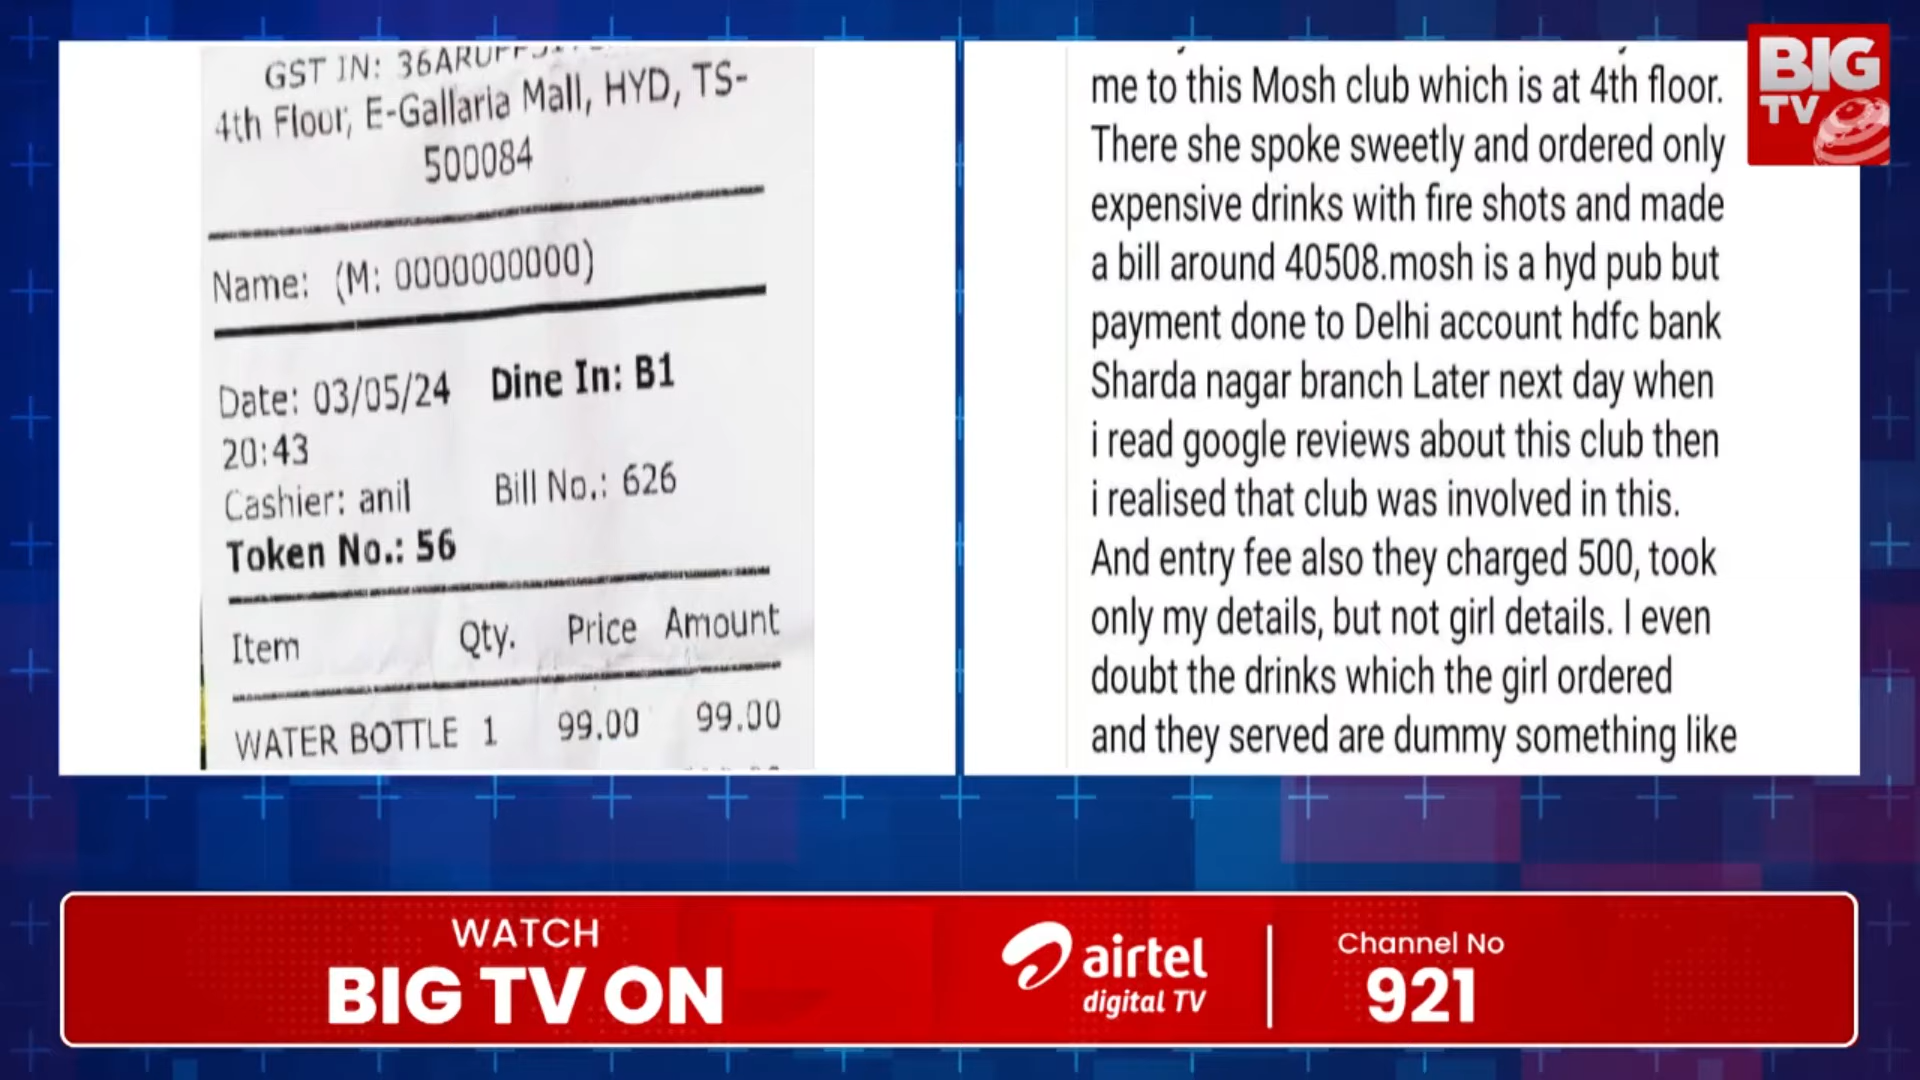 GST IN:
4th Floor, E-Gallaria Mall, HYD, TS-
500084
Name: (M: 0000000000)
Date: 03/05/24 Dine In: B1
20:43
Cashier: anil Bill No.: 626
Token No.: 56
Item Qty. Price Amount
WATER BOTTLE 1 99.00 99.00
me to this Mosh club which is at 4th floor.
There she spoke sweetly and ordered only
expensive drinks with fire shots and made
a bill around 40508.mosh is a hyd pub but
payment done to Delhi account hdfc bank
Sharda nagar branch Later next day when
i read google reviews about this club then
i realised that club was involved in this.
And entry fee also they charged 500, took
only my details, but not girl details. I even
doubt the drinks which the girl ordered
and they served are dummy something like
BIG
TV
WATCH
BIG TV ON
airtel
digital TV
Channel No
921